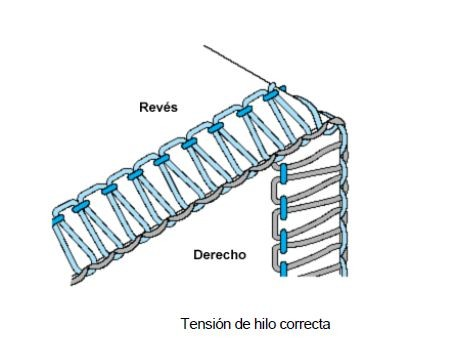 Revés
Derecho
Tensión de hilo correcta